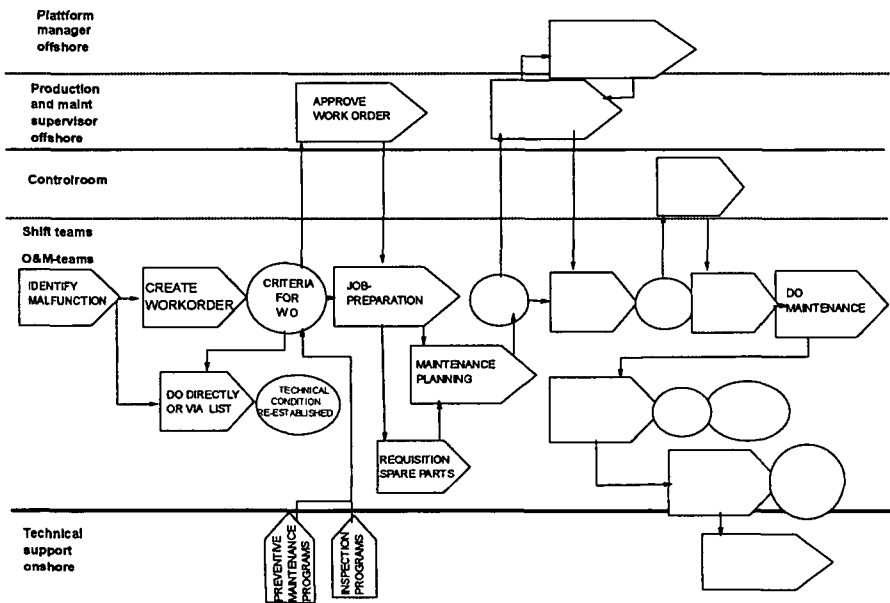 Plattform
manager
offshore
Production
and maint
supervisor
offshore
APPROVE
WORK ORDER
Controlroom
Shift teams
O&M-teams
IDENTIFY
MALFUNCTION
CREATE
WORKORDER
CRITERIA
FOR
WO
JOB-
PREPARATION
DO
MAINTENANCE
MAINTENANCE
PLANNING
DO DIRECTLY
OR VIA LIST
TECHNICAL
CONDITION
RE-ESTABLISHED
REQUISITION
SPARE PARTS
Technical
support
onshore
PREVENTIVE
MAINTENANCE
PROGRAMS
INSPECTION
PROGRAMS